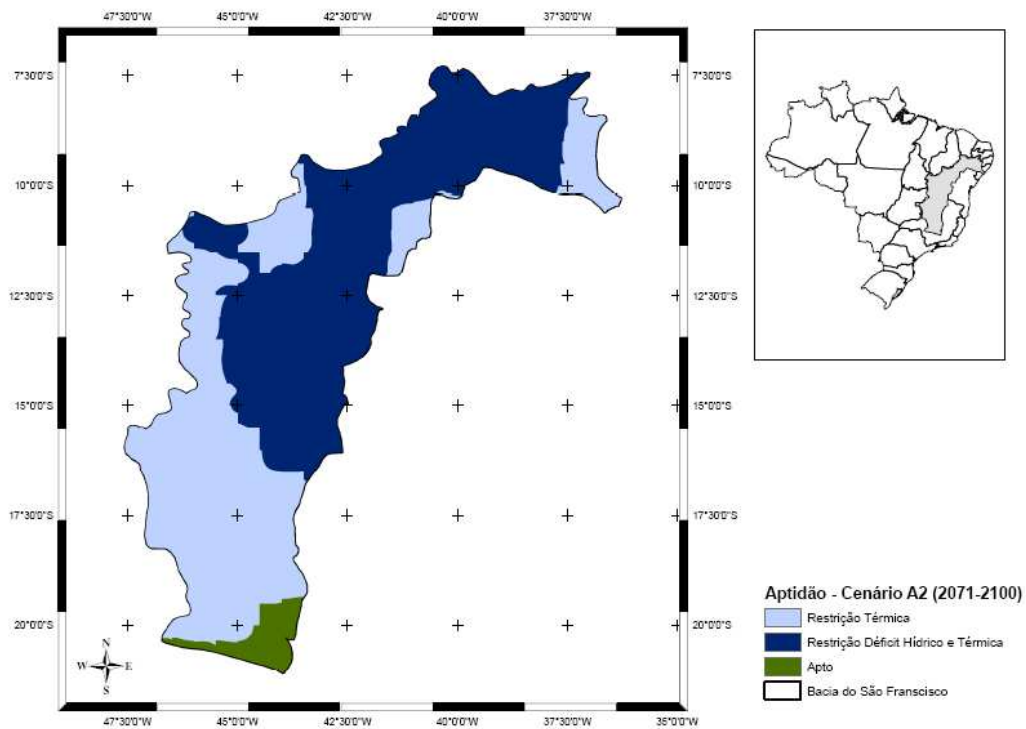 47°30'0"W 45°0'0"W 42°30'0"W 40°0'0"W 37°30'0"W 35°0'0"W
7°30'0"S 7°30'0"S
10°0'0"S 10°0'0"S
12°30'0"S 12°30'0"S
15°0'0"S 15°0'0"S
17°30'0"S 17°30'0"S
20°0'0"S 20°0'0"S
N
W E
S
47°30'0"W 45°0'0"W 42°30'0"W 40°0'0"W 37°30'0"W 35°0'0"W
Aptidão - Cenário A2 (2071-2100)
Restrição Térmica
Restrição Déficit Hídrico e Térmica
Apto
Bacia do São Franscisco